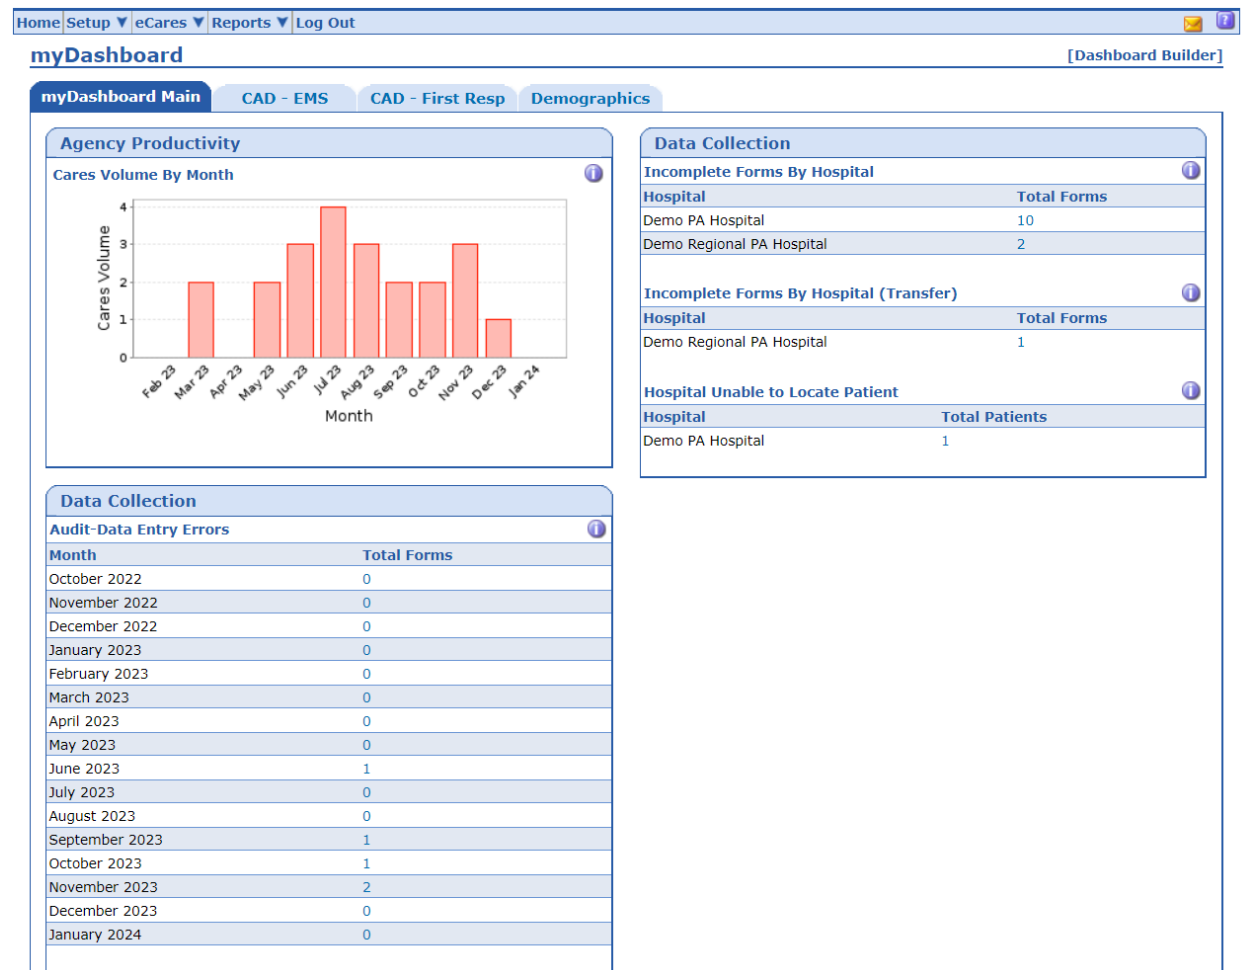 Home Setup ▼ eCares ▼ Reports ▼ Log Out
myDashboard
[Dashboard Builder]
myDashboard Main CAD - EMS CAD - First Resp Demographics
Agency Productivity
Cares Volume By Month
Cares Volume
4
3
2
1
0
Feb 23 Mar 23 Apr 23 May 23 Jun 23 Jul 23 Aug 23 Sep 23 Oct 23 Nov 23 Dec 23 Jan 24
Month
Data Collection
Incomplete Forms By Hospital
Hospital Total Forms
Demo PA Hospital 10
Demo Regional PA Hospital 2
Incomplete Forms By Hospital (Transfer)
Hospital Total Forms
Demo Regional PA Hospital 1
Hospital Unable to Locate Patient
Hospital Total Patients
Demo PA Hospital 1
Data Collection
Audit-Data Entry Errors
Month Total Forms
October 2022 0
November 2022 0
December 2022 0
January 2023 0
February 2023 0
March 2023 0
April 2023 0
May 2023 0
June 2023 1
July 2023 0
August 2023 0
September 2023 1
October 2023 1
November 2023 2
December 2023 0
January 2024 0